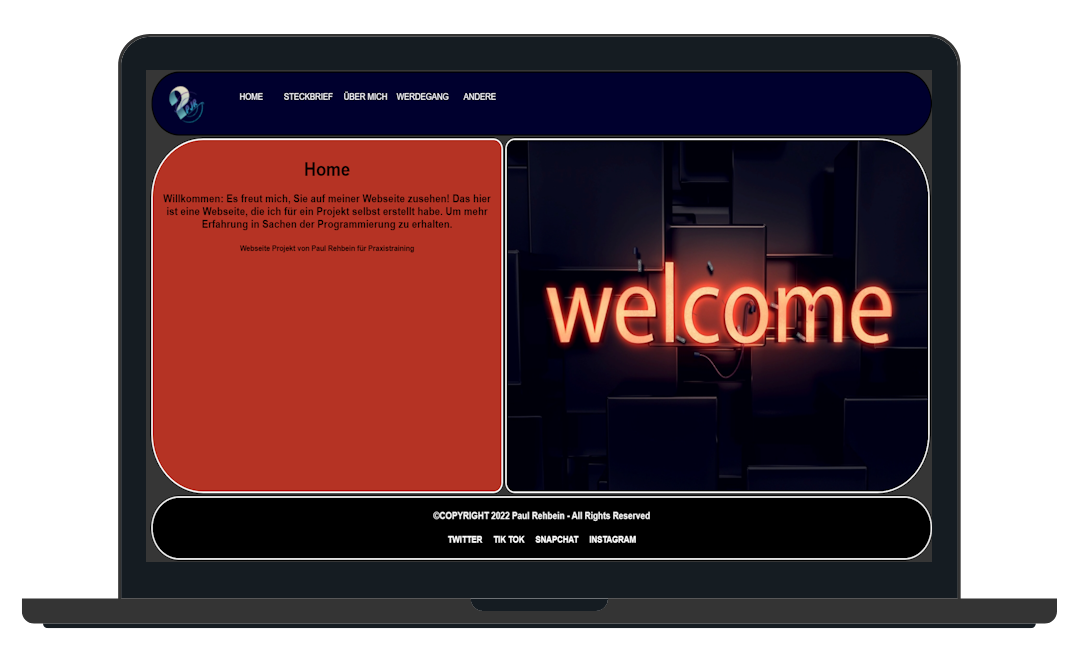 HOME STECKBRIEF ÜBER MICH WERDEGANG ANDERE
Home
Willkommen: Es freut mich, Sie auf meiner Webseite zusehen! Das hier
ist eine Webseite, die ich für ein Projekt selbst erstellt habe. Um mehr
Erfahrung in Sachen der Programmierung zu erhalten.
Webseite Projekt von Paul Rehbein für Praxistraining
welcome
©COPYRIGHT 2022 Paul Rehbein - All Rights Reserved
TWITTER TIK TOK SNAPCHAT INSTAGRAM